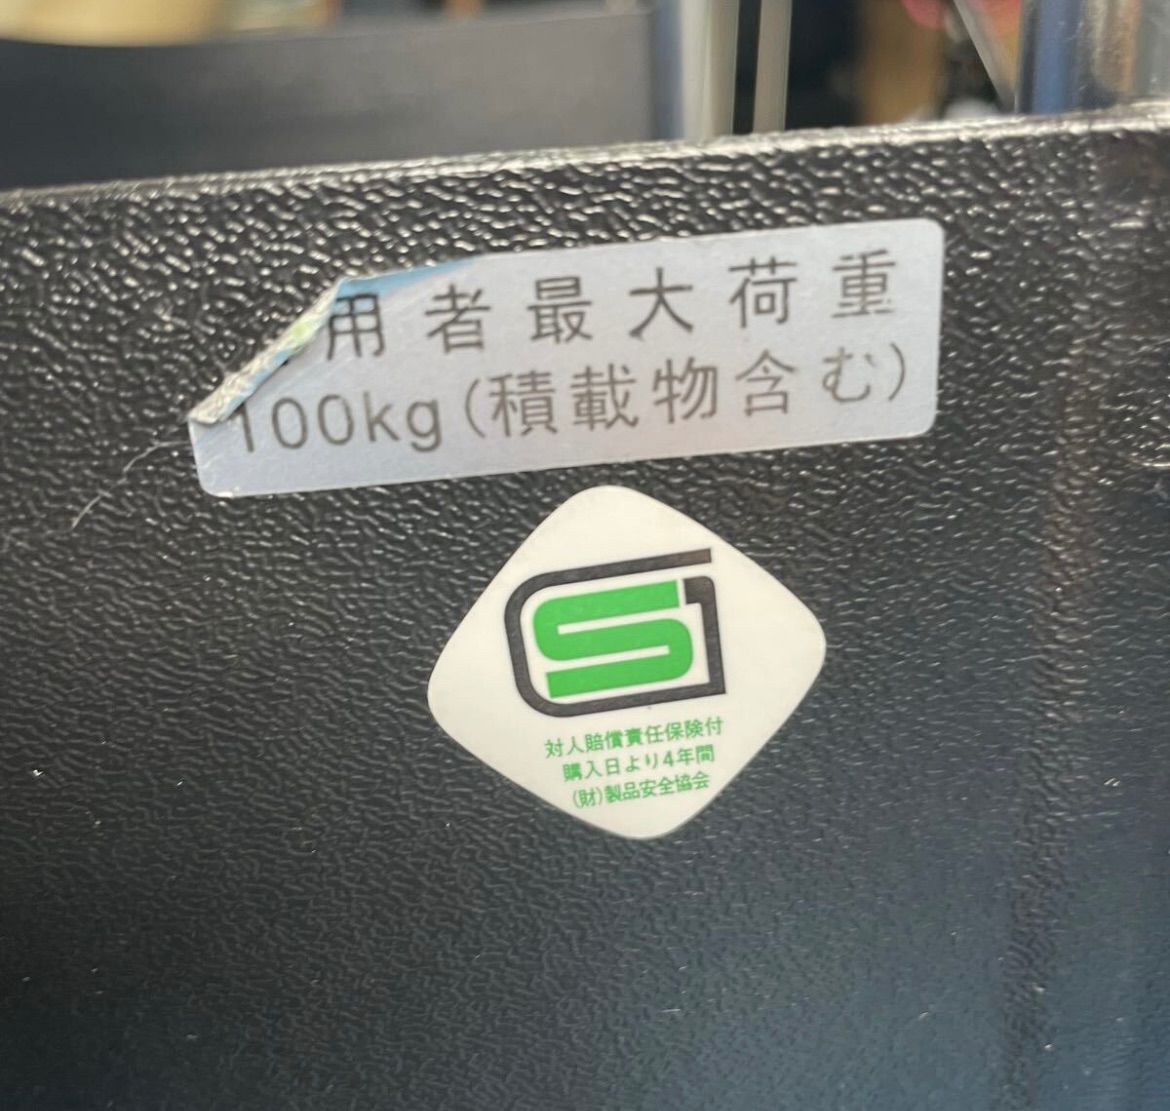 用者最大荷重
100kg(積載物含む)
SG
対人賠償責任保険付
購入日より4年間
(財)製品安全協会